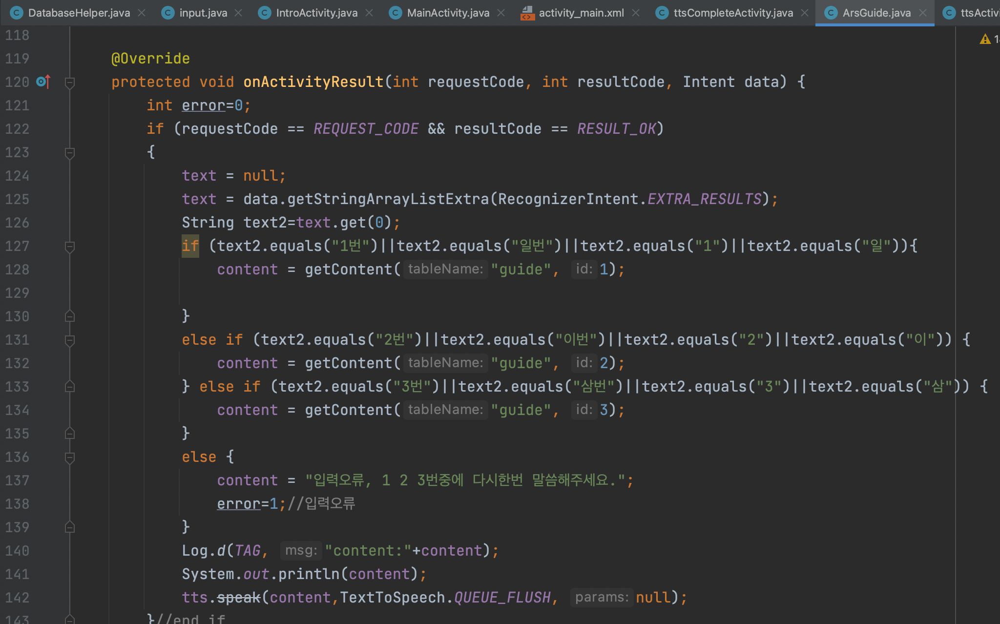 DatabaseHelper.java input.java IntroActivity.java MainActivity.java activity_main.xml ttsCompleteActivity.java ArsGuide.java ttsActivi
118
119 @Override
120 protected void onActivityResult(int requestCode, int resultCode, Intent data) {
121 int error=0;
122 if (requestCode == REQUEST_CODE && resultCode == RESULT_OK)
123 {
124 text = null;
125 text = data.getStringArrayListExtra(RecognizerIntent.EXTRA_RESULTS);
126 String text2=text.get(0);
127 if (text2.equals("1번")||text2.equals("일번")||text2.equals("1")||text2.equals("일")){
128 content = getContent( tableName: "guide", id: 1);
129
130 }
131 else if (text2.equals("2번")||text2.equals("이번")||text2.equals("2")||text2.equals("이")) {
132 content = getContent( tableName: "guide", id: 2);
133 } else if (text2.equals("3번")||text2.equals("삼번")||text2.equals("3")||text2.equals("삼")) {
134 content = getContent( tableName: "guide", id: 3);
135 }
136 else {
137 content = "입력오류, 1 2 3번중에 다시한번 말씀해주세요.";
138 error=1;//입력오류
139 }
140 Log.d(TAG, msg: "content:"+content);
141 System.out.println(content);
142 tts.speak(content,TextToSpeech.QUEUE_FLUSH, params: null);
143 }//end if